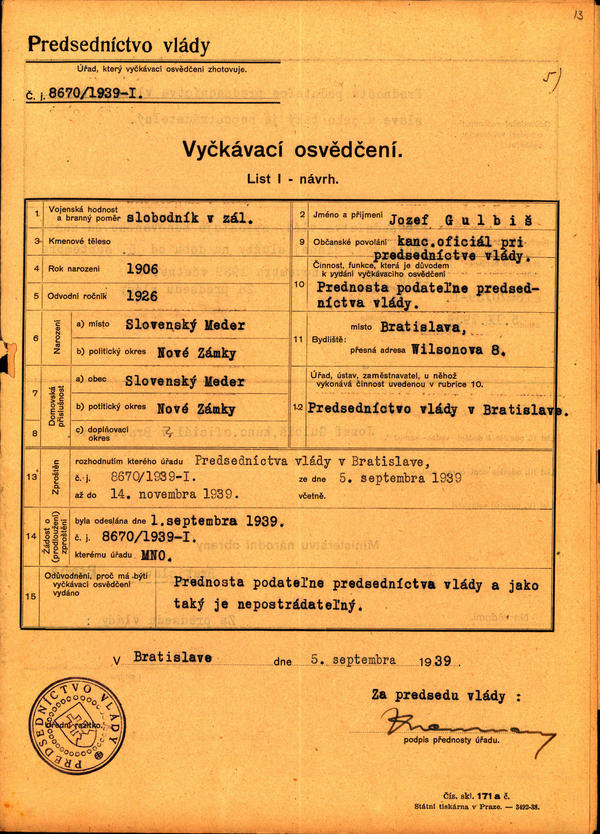 13
Predsedníctvo vlády
Úřad, který vyčkávací osvědčení zhotovuje.
5)
Č. j. 8670/1939-I.
Vyčkávací osvědčení.
List I - návrh.
1 Vojenská hodnost a branný poměr slobodník v zál.
2 Jméno a příjmení Jozef Gulbiš
3 Kmenové těleso
9 Občanské povolání kanc.oficiál pri predsedníctve vlády.
4 Rok narození 1906
10 Činnost, funkce, která je důvodem k vydání vyčkávacího osvědčení
Prednosta podateľne predsed-
níctva vlády.
5 Odvodní ročník 1926
6 Narození a) místo Slovenský Meder
b) politický okres Nové Zámky
11 Bydliště: místo Bratislava,
přesná adresa Wilsonova 8.
7 Domovská příslušnost a) obec Slovenský Meder
b) potitický okres Nové Zámky
8 c) doplňovací okres ?
12 Úřad, ústav, zaměstnavatel, u něhož vykonává činnost uvedenou v rubrice 10.
Predsedníctvo vlády v Bratislave.
13 Zproštěn rozhodnutím kterého úřadu Predsedníctva vlády v Bratislave,
č. j. 8670/1939-I. ze dne 5. septembra 1939
až do 14. novembra 1939. včetně.
14 Žádost o (prodloužení) zproštění byla odeslána dne 1.septembra 1939.
č. j. 8670/1939-I.
kterému úřadu MNO.
15 Odůvodnění, proč má býti vyčkávací osvědčení vydáno
Prednosta podateľne predsedníctva vlády a jako
taký je nepostrádateľný.
V Bratislave dne 5. septembra 1939.
Za predsedu vlády :
podpis přednosty úřadu.
Úřední razítko.
PREDSEDNÍCTVO VLÁDY
Čís. skl. 171 a č.
Státní tiskárna v Praze. — 3492-38.